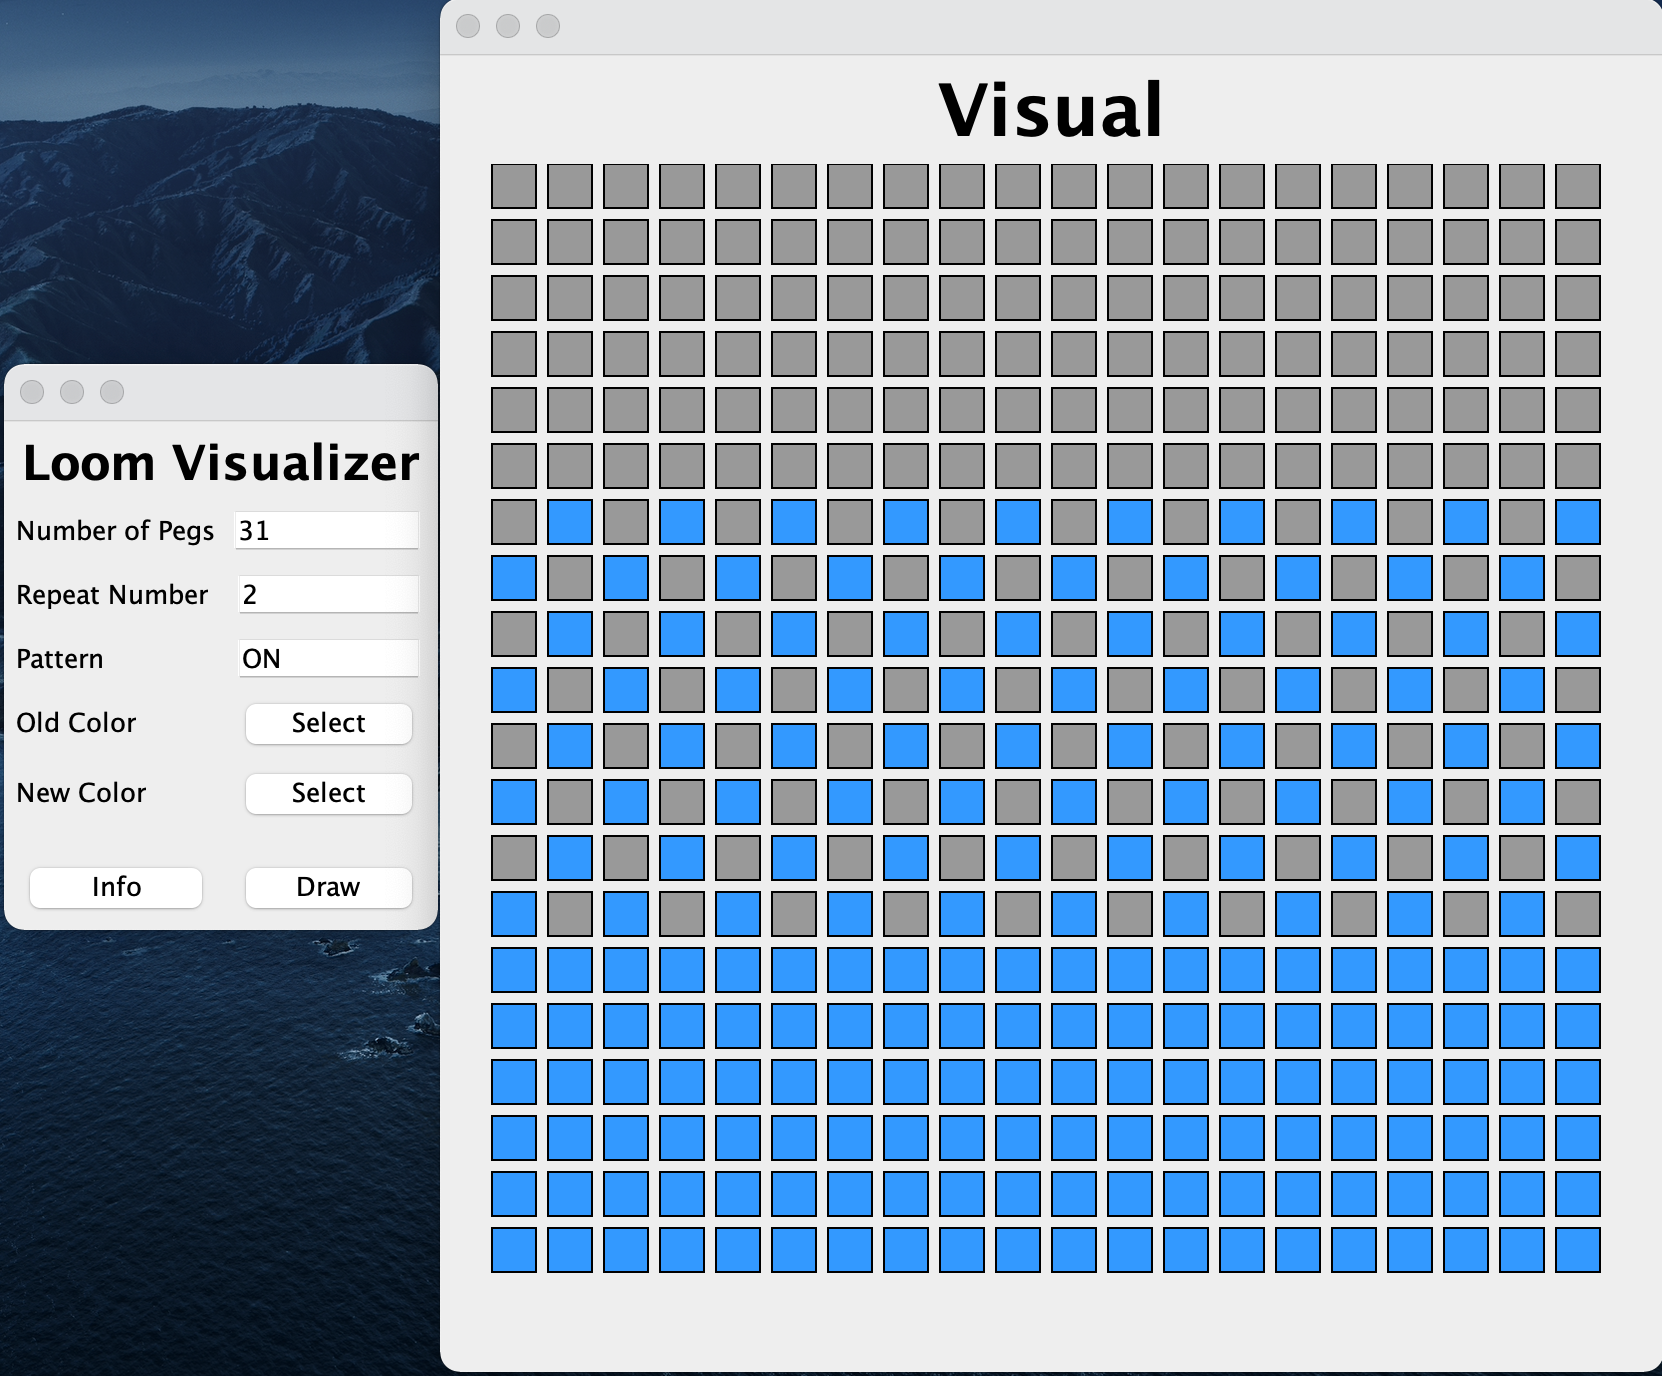 Visual
Loom Visualizer
Number of Pegs 31
Repeat Number 2
Pattern ON
Old Color Select
New Color Select
Info Draw